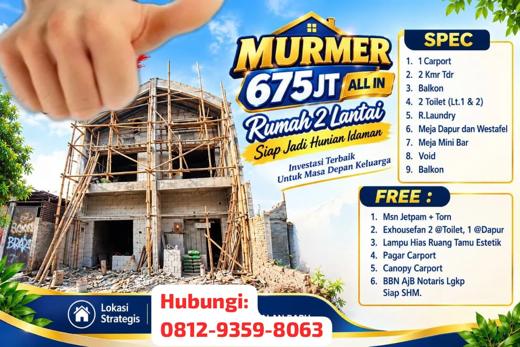 MURMER
675JT ALL IN
Rumah 2 Lantai
Siap Jadi Hunian Idaman
Investasi Terbaik
Untuk Masa Depan Keluarga
SPEC
1. 1 Carport
2. 2 Kmr Tdr
3. Balkon
4. 2 Toilet (Lt.1 & 2)
5. R.Laundry
6. Meja Dapur dan Westafel
7. Meja Mini Bar
8. Void
9. Balkon
FREE :
1. Msn Jetpam + Torn
2. Exhousefan 2 @Toilet, 1 @Dapur
3. Lampu Hias Ruang Tamu Estetik
4. Pagar Carport
5. Canopy Carport
6. BBN AjB Notaris Lgkp
Siap SHM.
Lokasi
Strategis
Hubungi:
0812-9359-8063